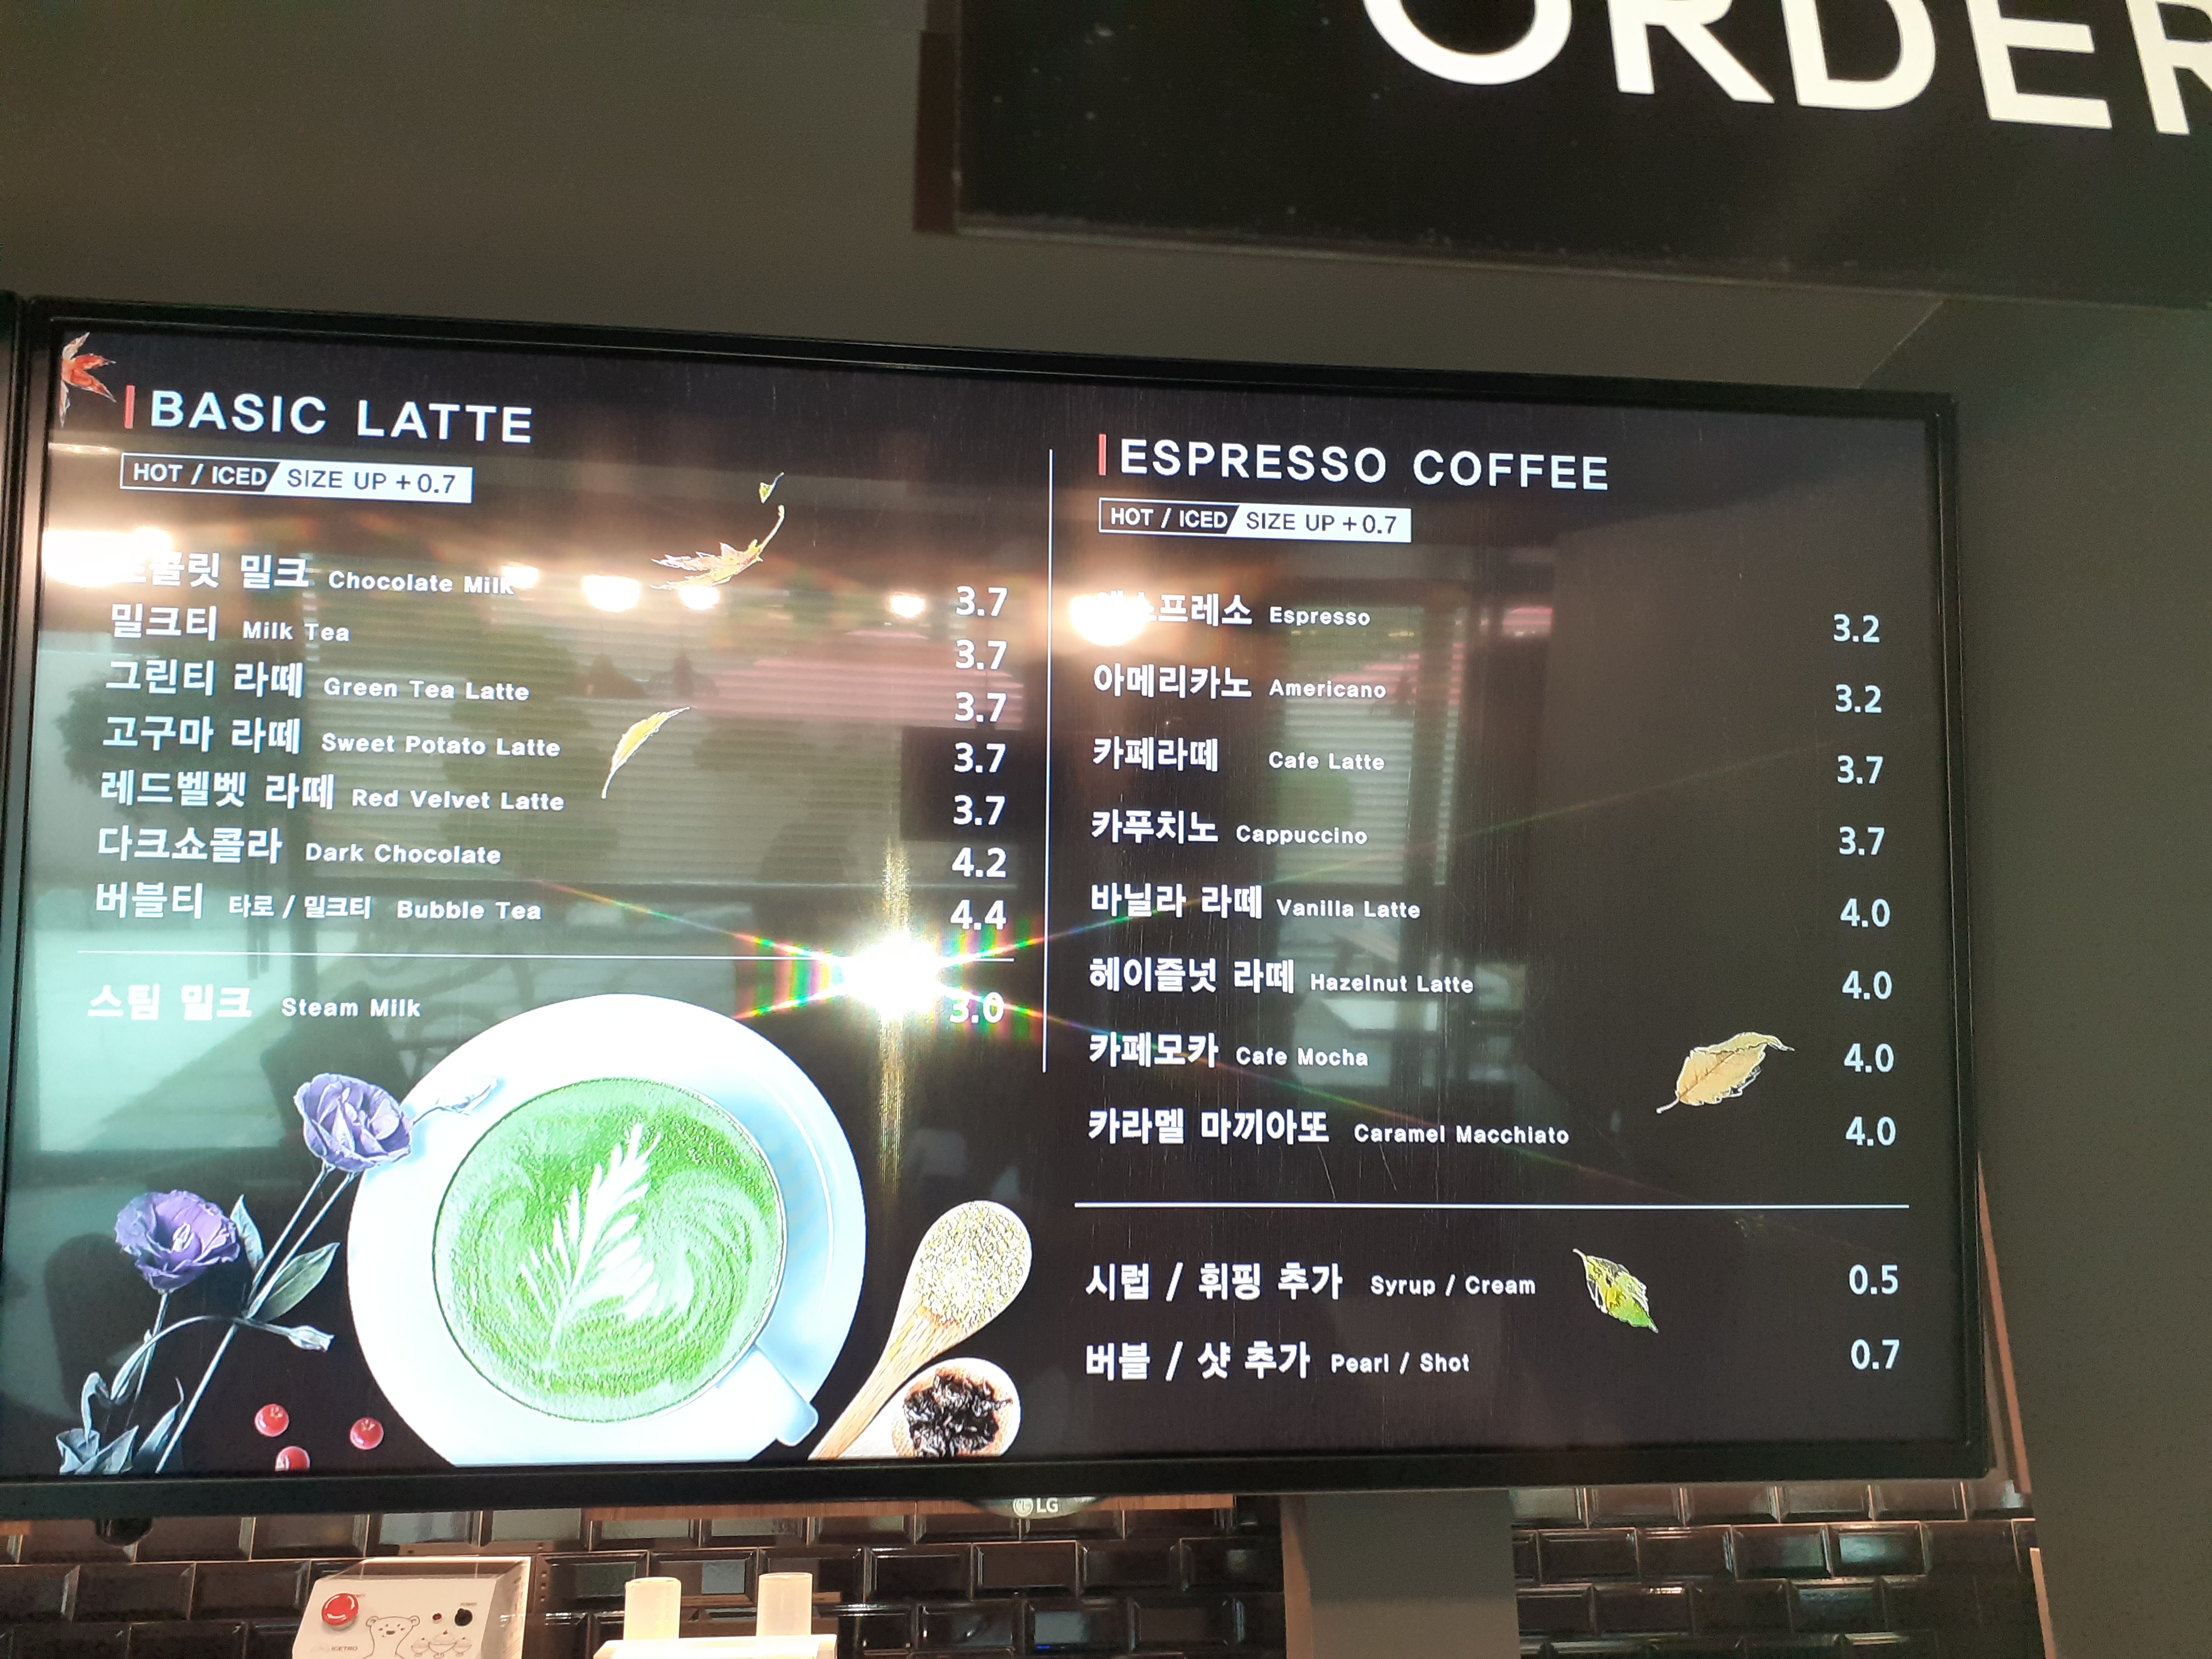 ORDER
BASIC LATTE
HOT / ICED SIZE UP +0.7
밀크 Chocolate Milk 3.7
밀크티 Milk Tea 3.7
그린티 라떼 Green Tea Latte 3.7
고구마 라떼 Sweet Potato Latte 3.7
레드벨벳 라떼 Red Velvet Latte 3.7
다크쇼콜라 Dark Chocolate 4.2
버블티 타로 / 밀크티 Bubble Tea 4.4
스팀 밀크 Steam Milk 3.0
ESPRESSO COFFEE
HOT / ICED SIZE UP +0.7
에스프레소 Espresso 3.2
아메리카노 Americano 3.2
카페라떼 Cafe Latte 3.7
카푸치노 Cappuccino 3.7
바닐라 라떼 Vanilla Latte 4.0
헤이즐넛 라떼 Hazelnut Latte 4.0
카페모카 Cafe Mocha 4.0
카라멜 마끼아또 Caramel Macchiato 4.0
시럽 / 휘핑 추가 Syrup / Cream 0.5
버블 / 샷 추가 Pearl / Shot 0.7
LG
ICETRO